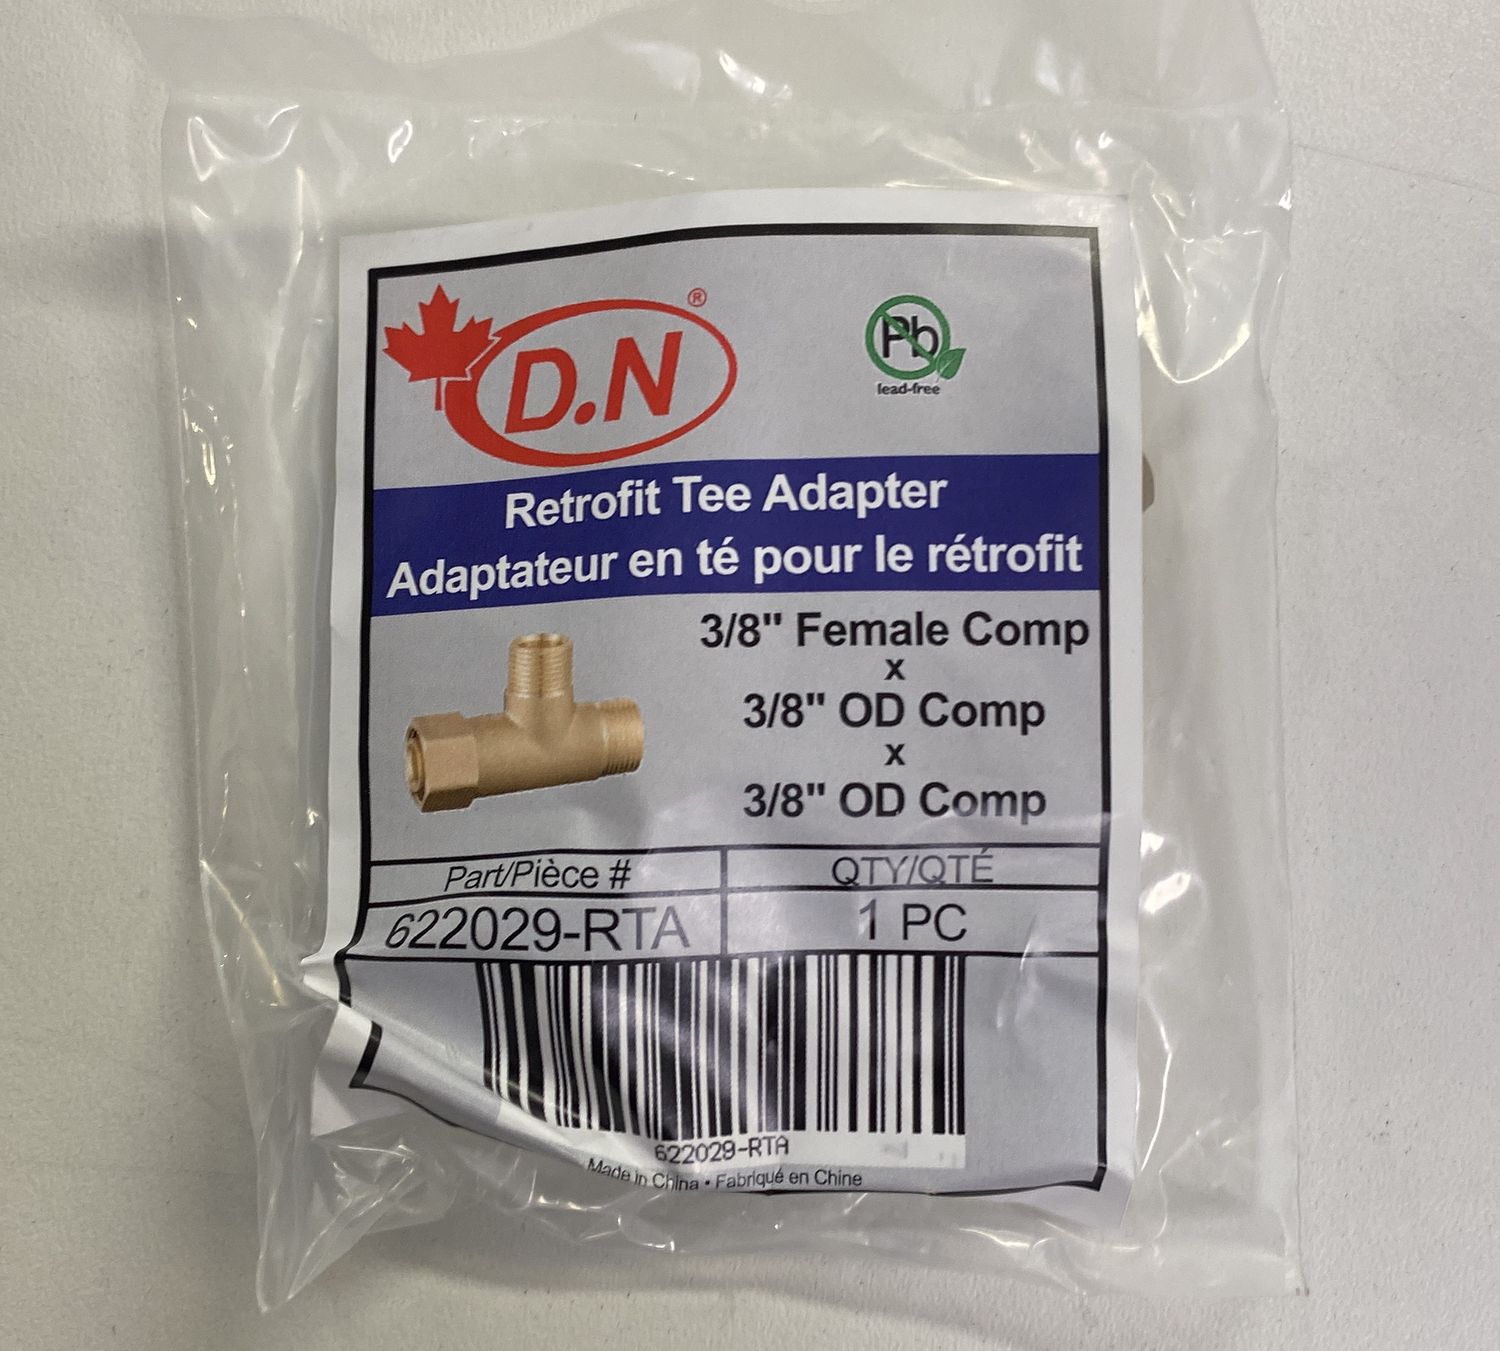 D.N®
Pb
lead-free
Retrofit Tee Adapter
Adaptateur en té pour le rétrofit
3/8" Female Comp
x
3/8" OD Comp
x
3/8" OD Comp
Part/Pièce #
QTY/QTÉ
622029-RTA
1 PC
622029-RTA
Made in China • Fabriqué en Chine